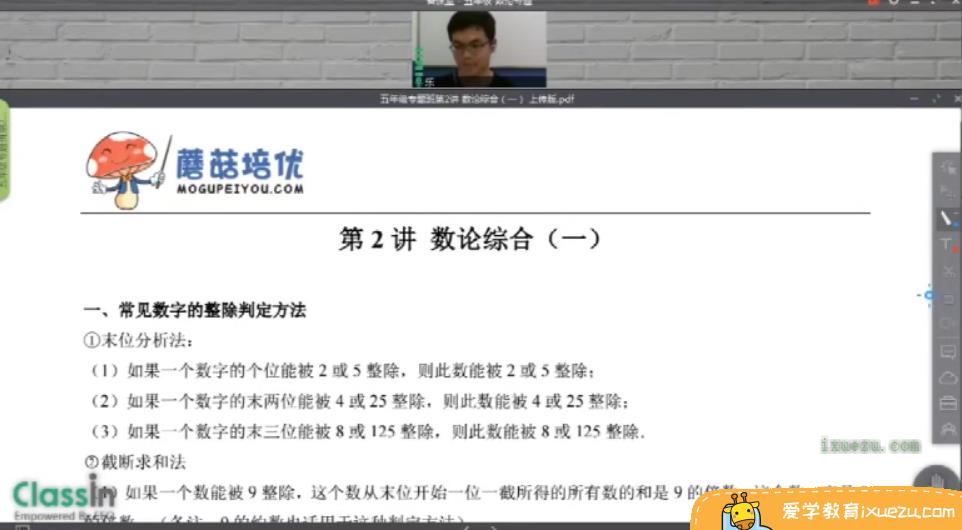 乐
五年级专题班第2讲 数论综合（一）上传版.pdf
蘑菇培优
MOGUPEIYOU.COM
第 2 讲 数论综合（一）
一、常见数字的整除判定方法
①末位分析法：
（1）如果一个数字的个位能被 2 或 5 整除，则此数能被 2 或 5 整除；
（2）如果一个数字的末两位能被 4 或 25 整除，则此数能被 4 或 25 整除；
（3）如果一个数字的末三位能被 8 或 125 整除，则此数能被 8 或 125 整除.
ixuezu.com
②截断求和法
ClassIn
如果一个数能被 9 整除，这个数从末位开始一位一截所得的所有数的和是 9 的倍数
Empowered By EEO
爱学教育ixuezu.com